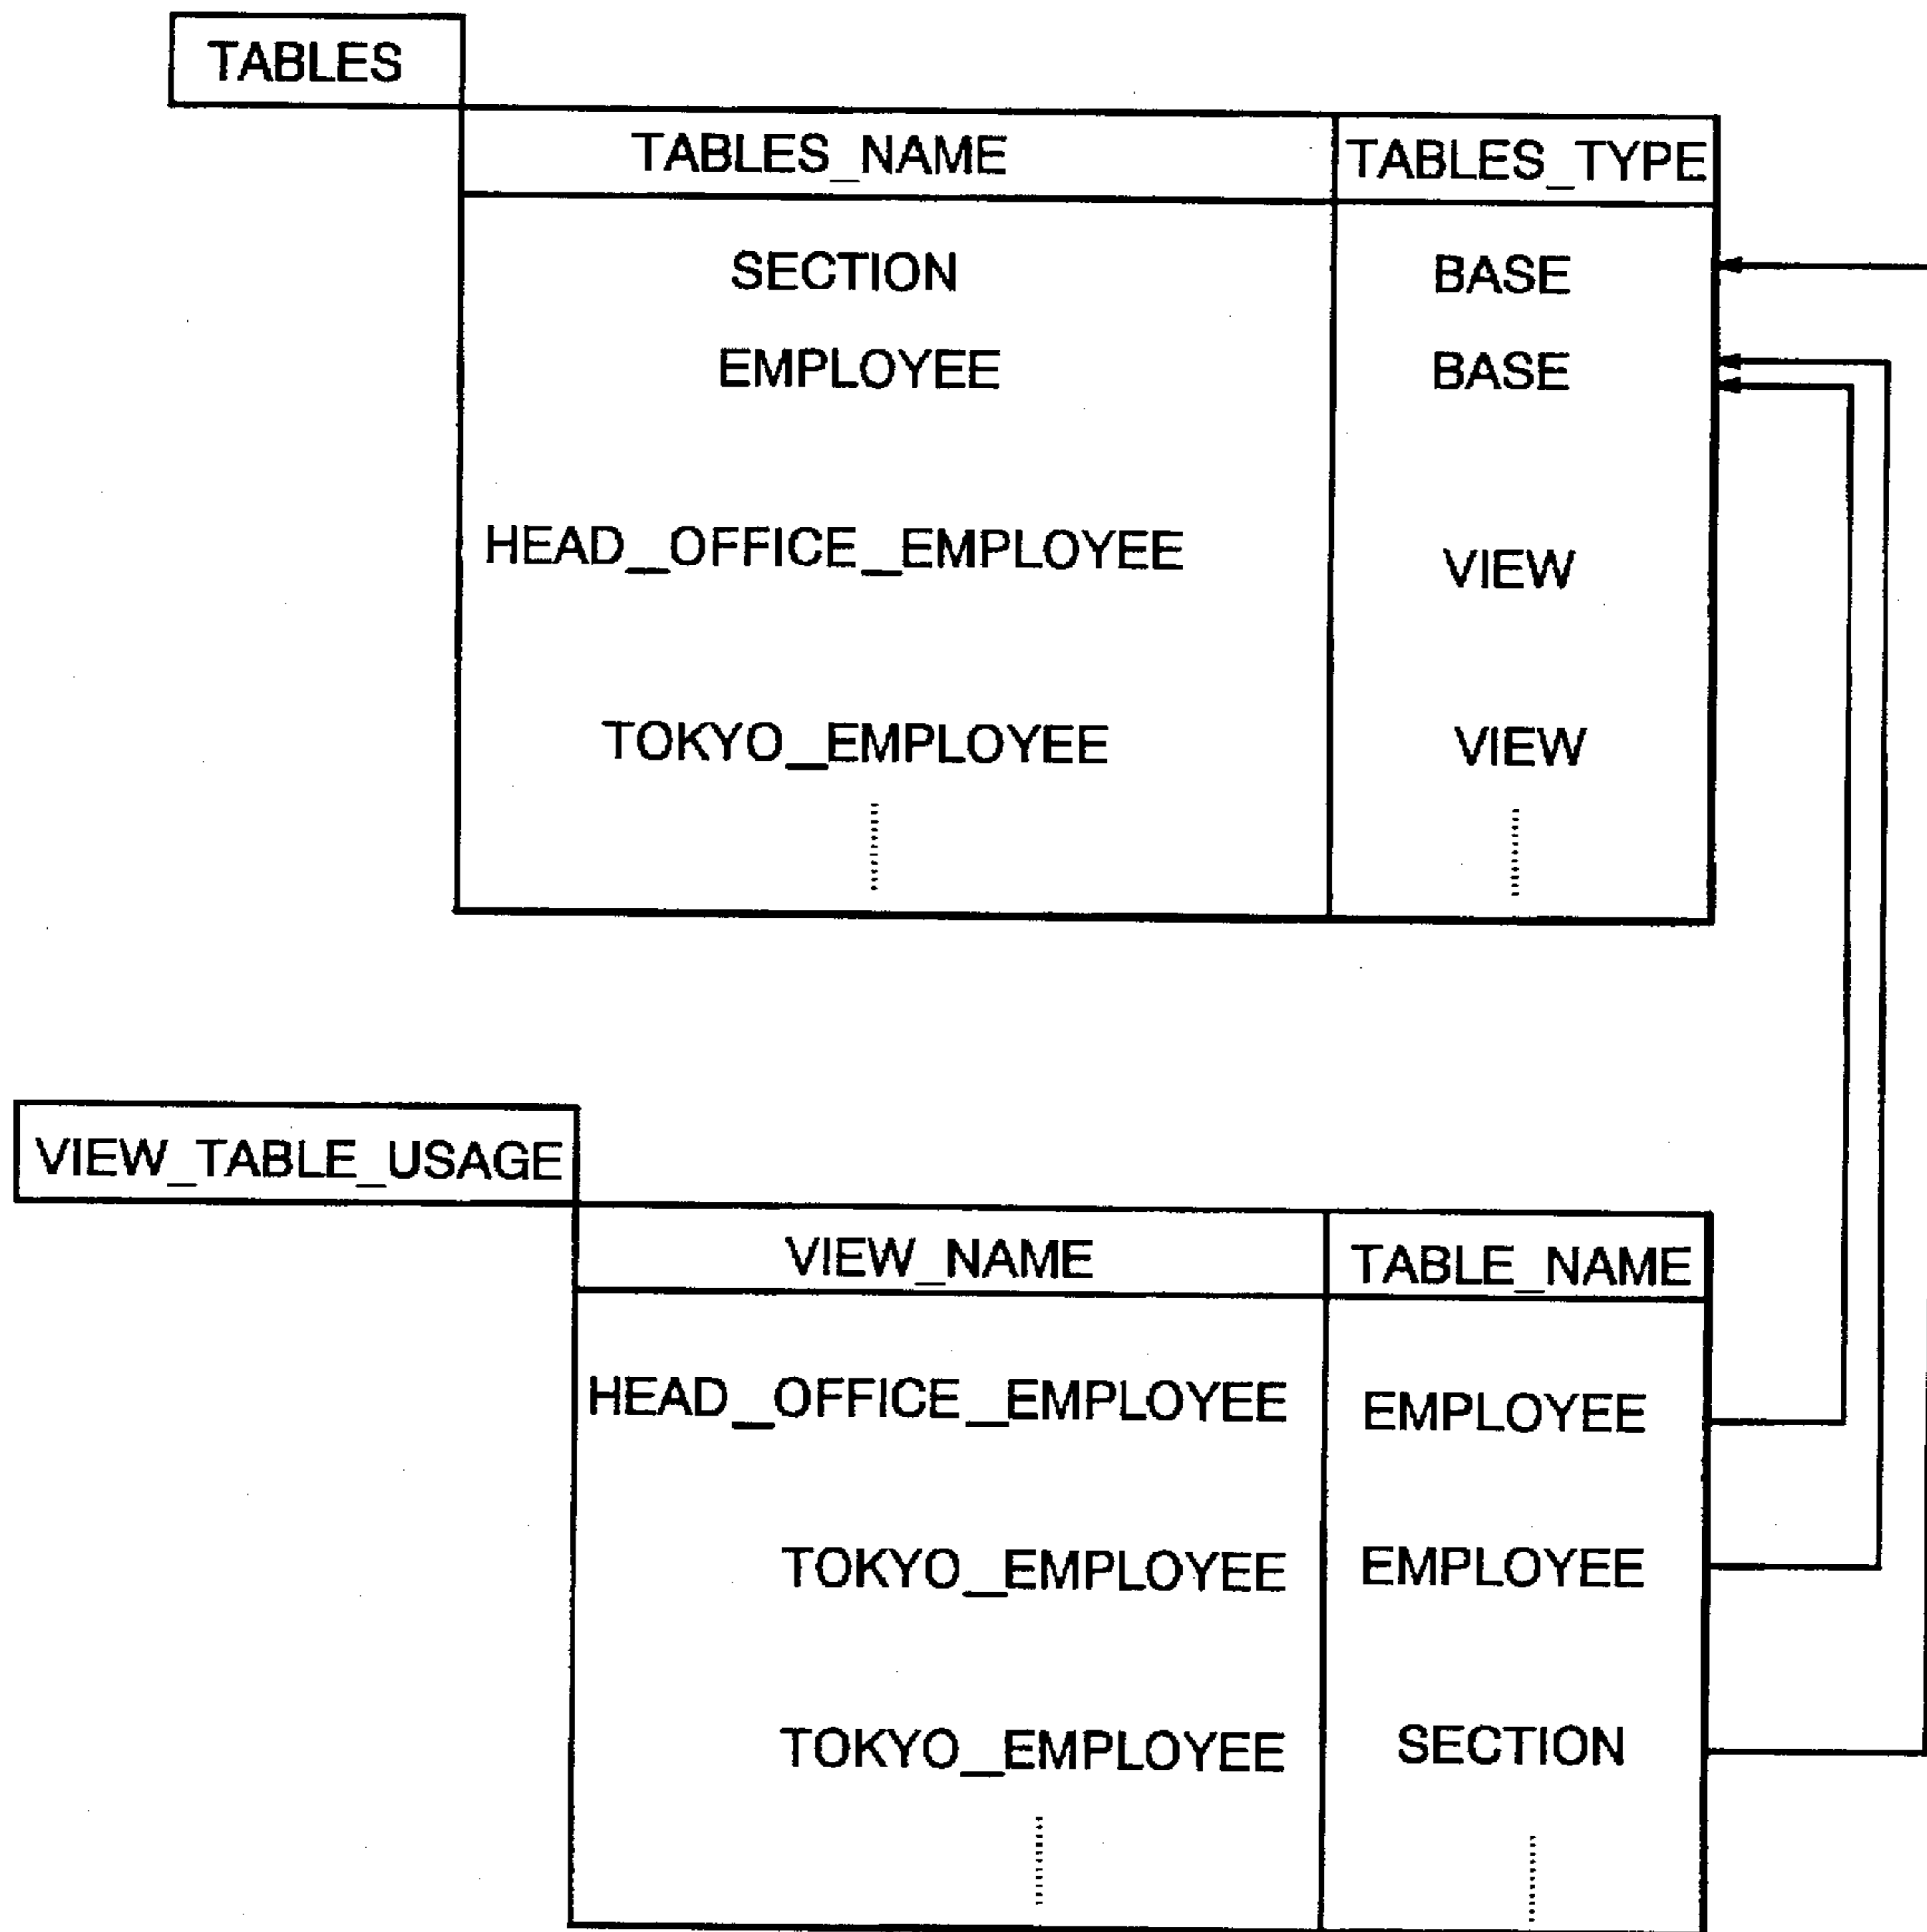 TABLES
TABLES_NAME TABLES_TYPE
SECTION BASE
EMPLOYEE BASE
HEAD_OFFICE_EMPLOYEE VIEW
TOKYO_EMPLOYEE VIEW
VIEW_TABLE_USAGE
VIEW_NAME TABLE_NAME
HEAD_OFFICE_EMPLOYEE EMPLOYEE
TOKYO_EMPLOYEE EMPLOYEE
TOKYO_EMPLOYEE SECTION